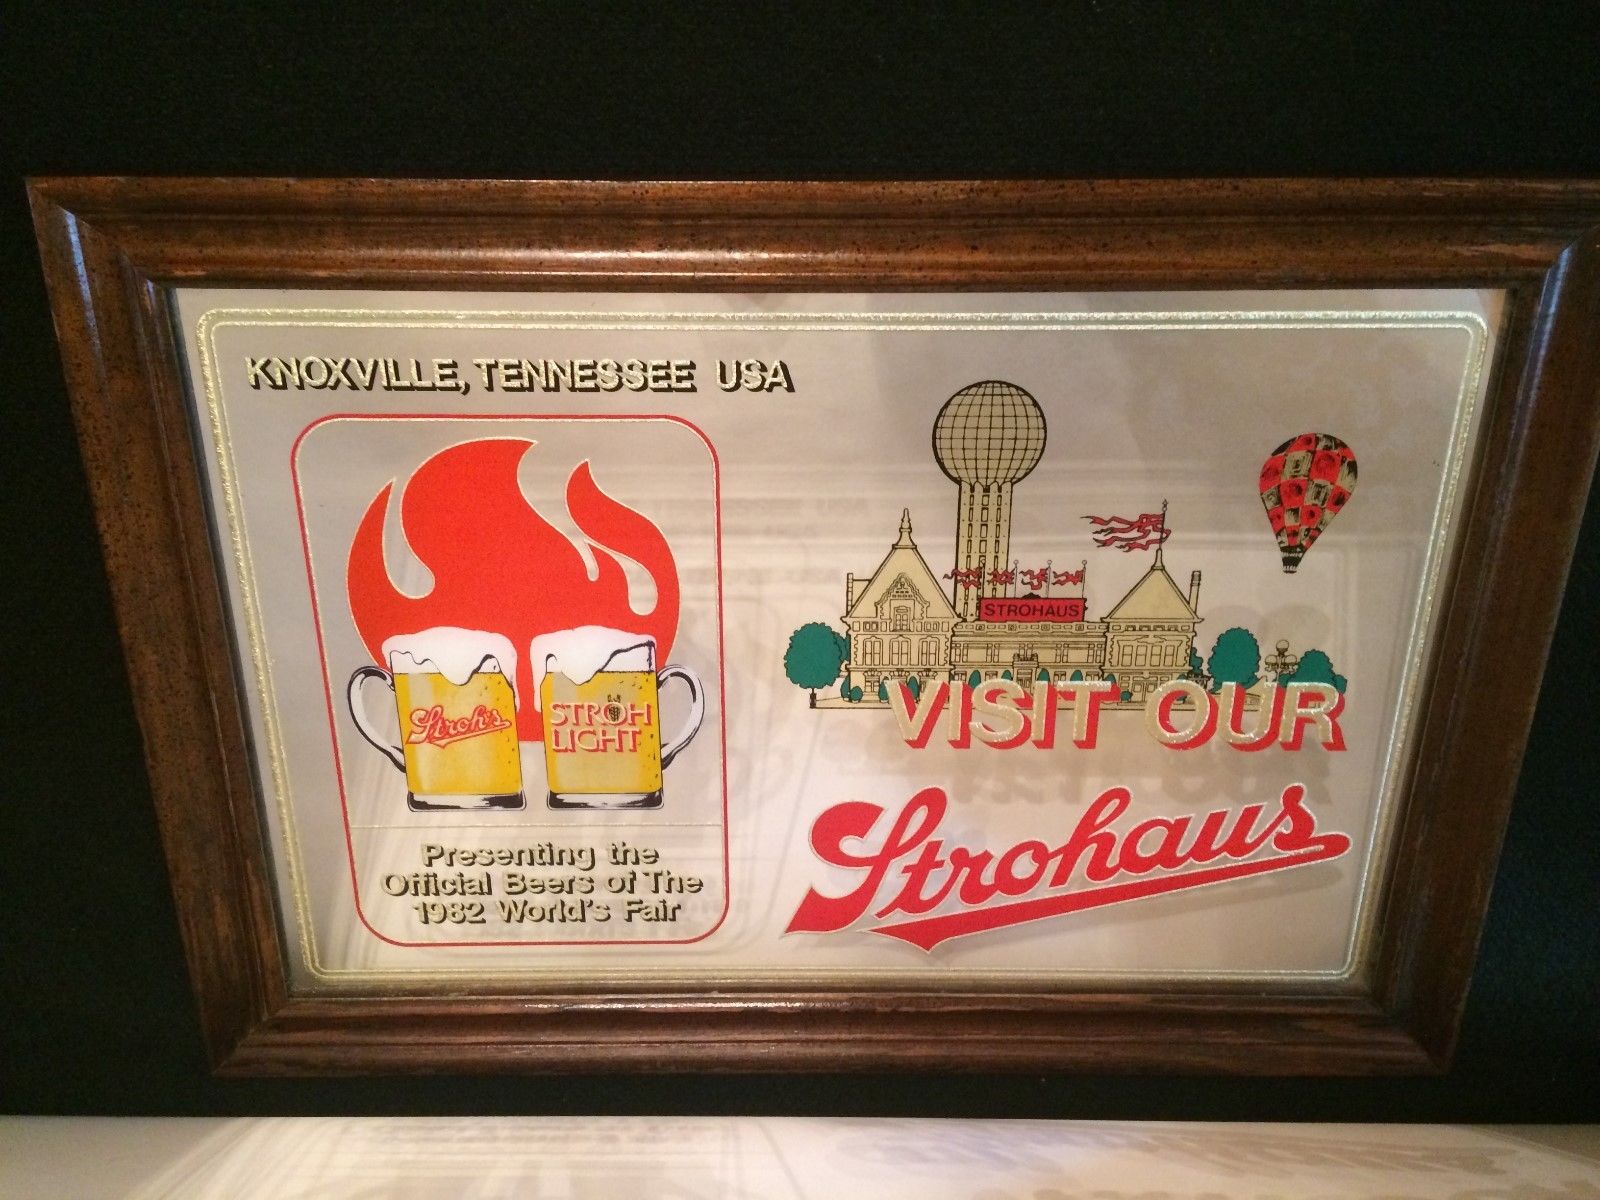 KNOXVILLE, TENNESSEE USA
Stroh's
STROH
LIGHT
Presenting the
Official Beers of The
1982 World's Fair
STROHAUS
VISIT OUR
Strohaus